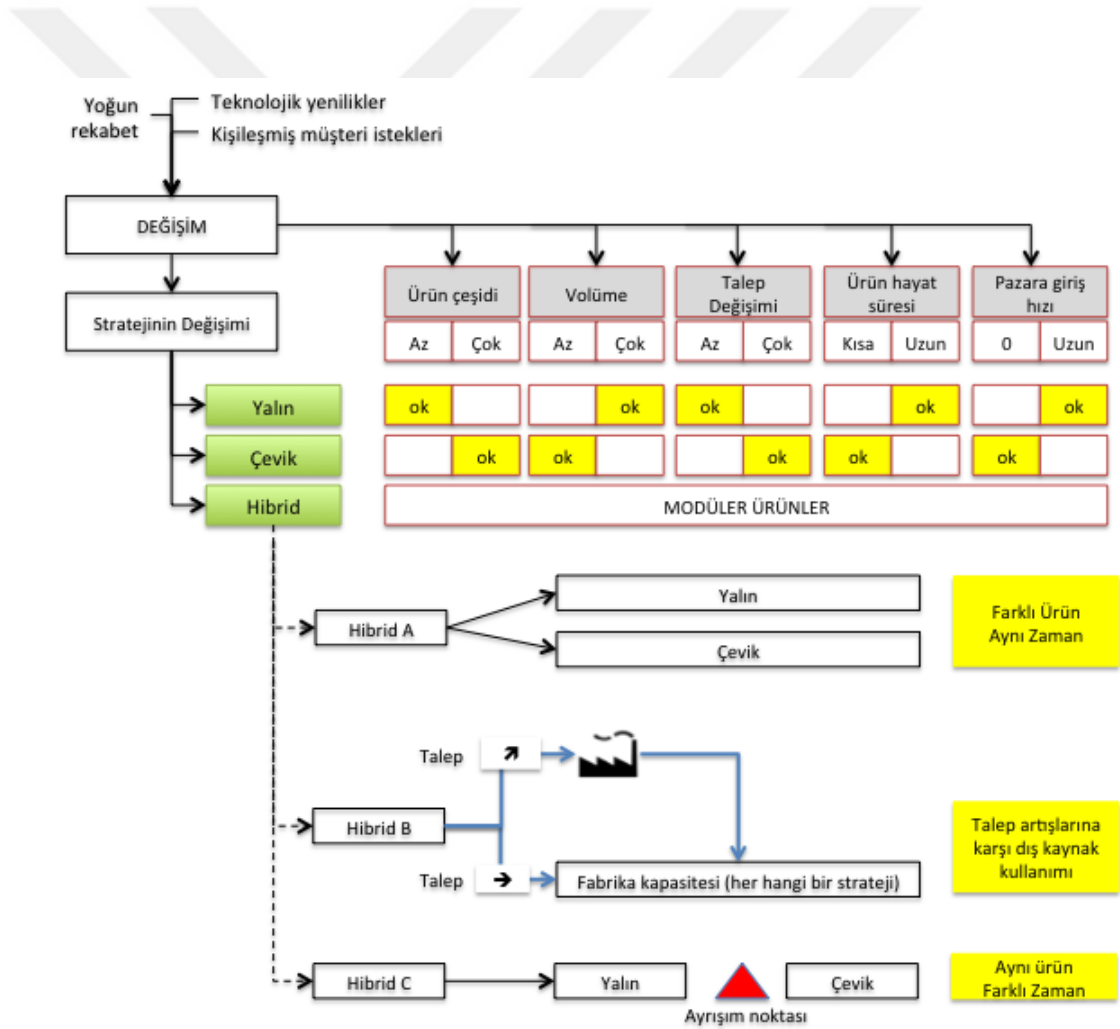 Yoğun
rekabet
Teknolojik yenilikler
Kişileşmiş müşteri istekleri
DEĞİŞİM
Stratejinin Değişimi
Ürün çeşidi
Volüme
Talep
Değişimi
Ürün hayat
süresi
Pazara giriş
hızı
Az Çok Az Çok Az Çok Kısa Uzun 0 Uzun
Yalın ok ok ok ok ok
Çevik ok ok ok ok ok
Hibrid MODÜLER ÜRÜNLER
Hibrid A
Yalın
Çevik
Farklı Ürün
Aynı Zaman
Talep
Hibrid B
Talep
Fabrika kapasitesi (her hangi bir strateji)
Talep artışlarına
karşı dış kaynak
kullanımı
Hibrid C
Yalın
Ayrışım noktası
Çevik
Aynı ürün
Farklı Zaman